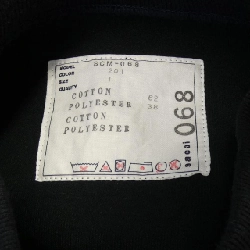 MODEL SCM-068
COLOR 201
SIZE 1
QUALITY
COTTON 62
POLYESTER 38
COTTON
POLYESTER
068
sacai